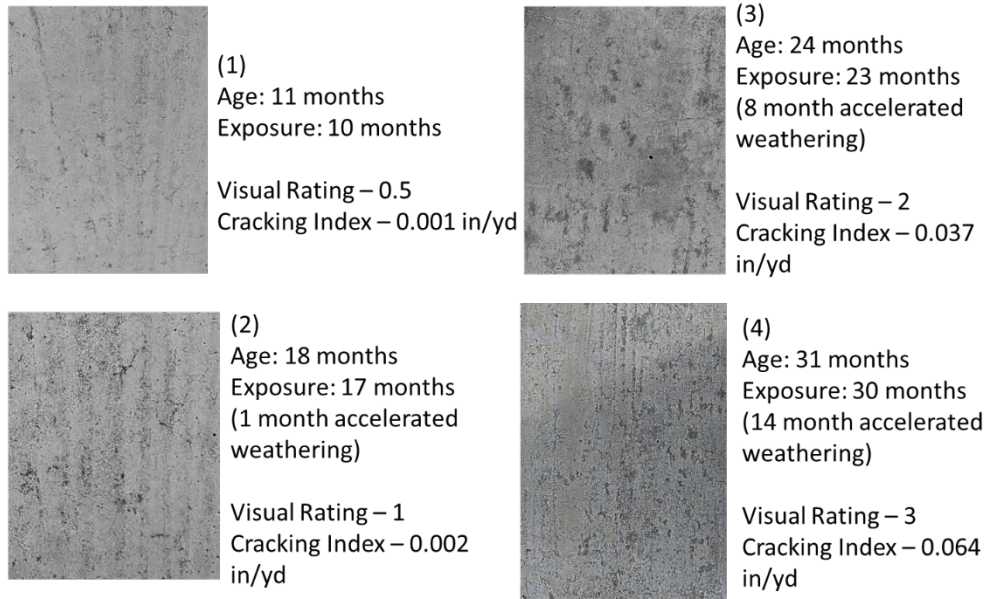 (1)
Age: 11 months
Exposure: 10 months
Visual Rating – 0.5
Cracking Index – 0.001 in/yd
(2)
Age: 18 months
Exposure: 17 months
(1 month accelerated
weathering)
Visual Rating – 1
Cracking Index – 0.002
in/yd
(3)
Age: 24 months
Exposure: 23 months
(8 month accelerated
weathering)
Visual Rating – 2
Cracking Index – 0.037
in/yd
(4)
Age: 31 months
Exposure: 30 months
(14 month accelerated
weathering)
Visual Rating – 3
Cracking Index – 0.064
in/yd